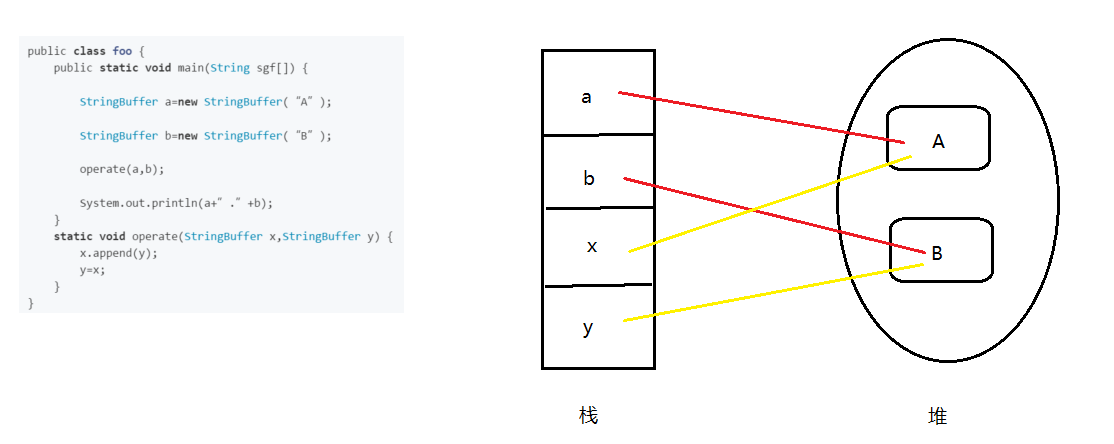 public class foo {
public static void main(String sgf[]) {
StringBuffer a=new StringBuffer( “A” );
StringBuffer b=new StringBuffer( “B” );
operate(a,b);
System.out.println(a+” .” +b);
}
static void operate(StringBuffer x,StringBuffer y) {
x.append(y);
y=x;
}
}
a
b
x
y
栈
A
B
堆